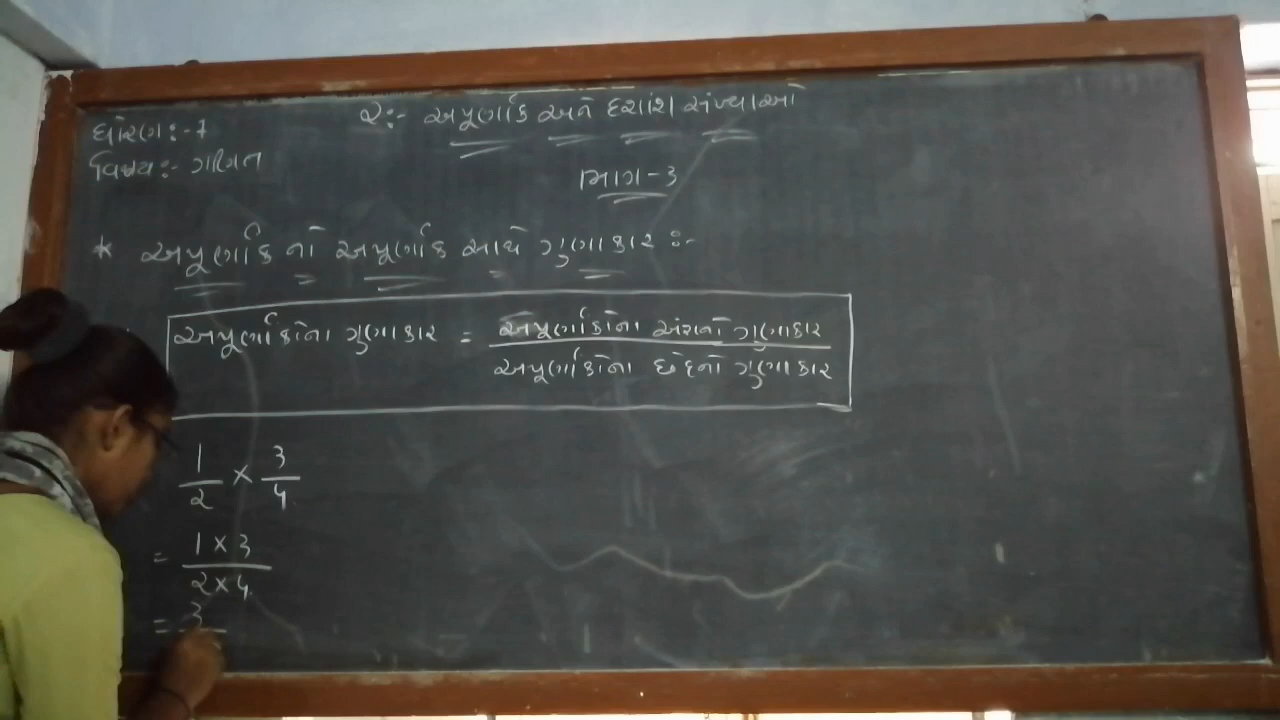 ૨:- અપૂર્ણાંક અને દશાંશ સંખ્યાઓ
ધોરણ:-7
વિષય:- ગણિત
ભાગ-૩
* અપૂર્ણાંક નો અપૂર્ણાંક સાથે ગુણાકાર :-
અપૂર્ણાંકોના ગુણાકાર = અપૂર્ણાંકોના અંશનો ગુણાકાર
અપૂર્ણાંકોના છેદનો ગુણાકાર
1/2 × 3/4
= 1 × 3 / 2 × 4
= 3